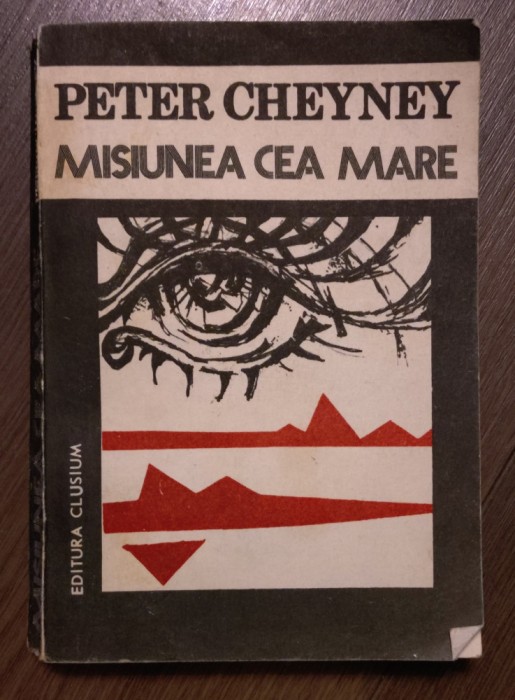 PETER CHEYNEY
MISIUNEA CEA MARE
EDITURA CLUSIUM